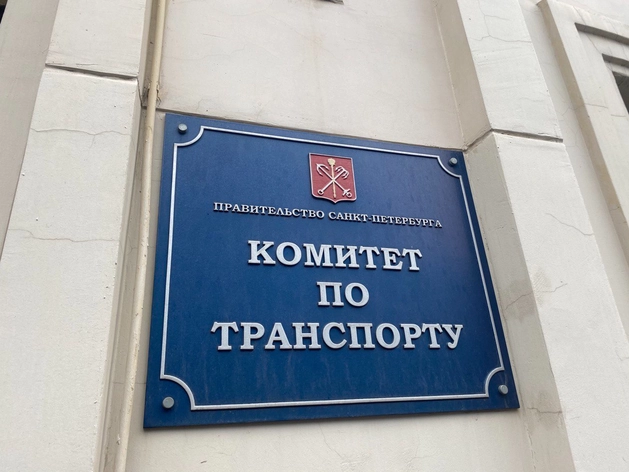 ПРАВИТЕЛЬСТВО САНКТ-ПЕТЕРБУРГА
КОМИТЕТ
ПО
ТРАНСПОРТУ